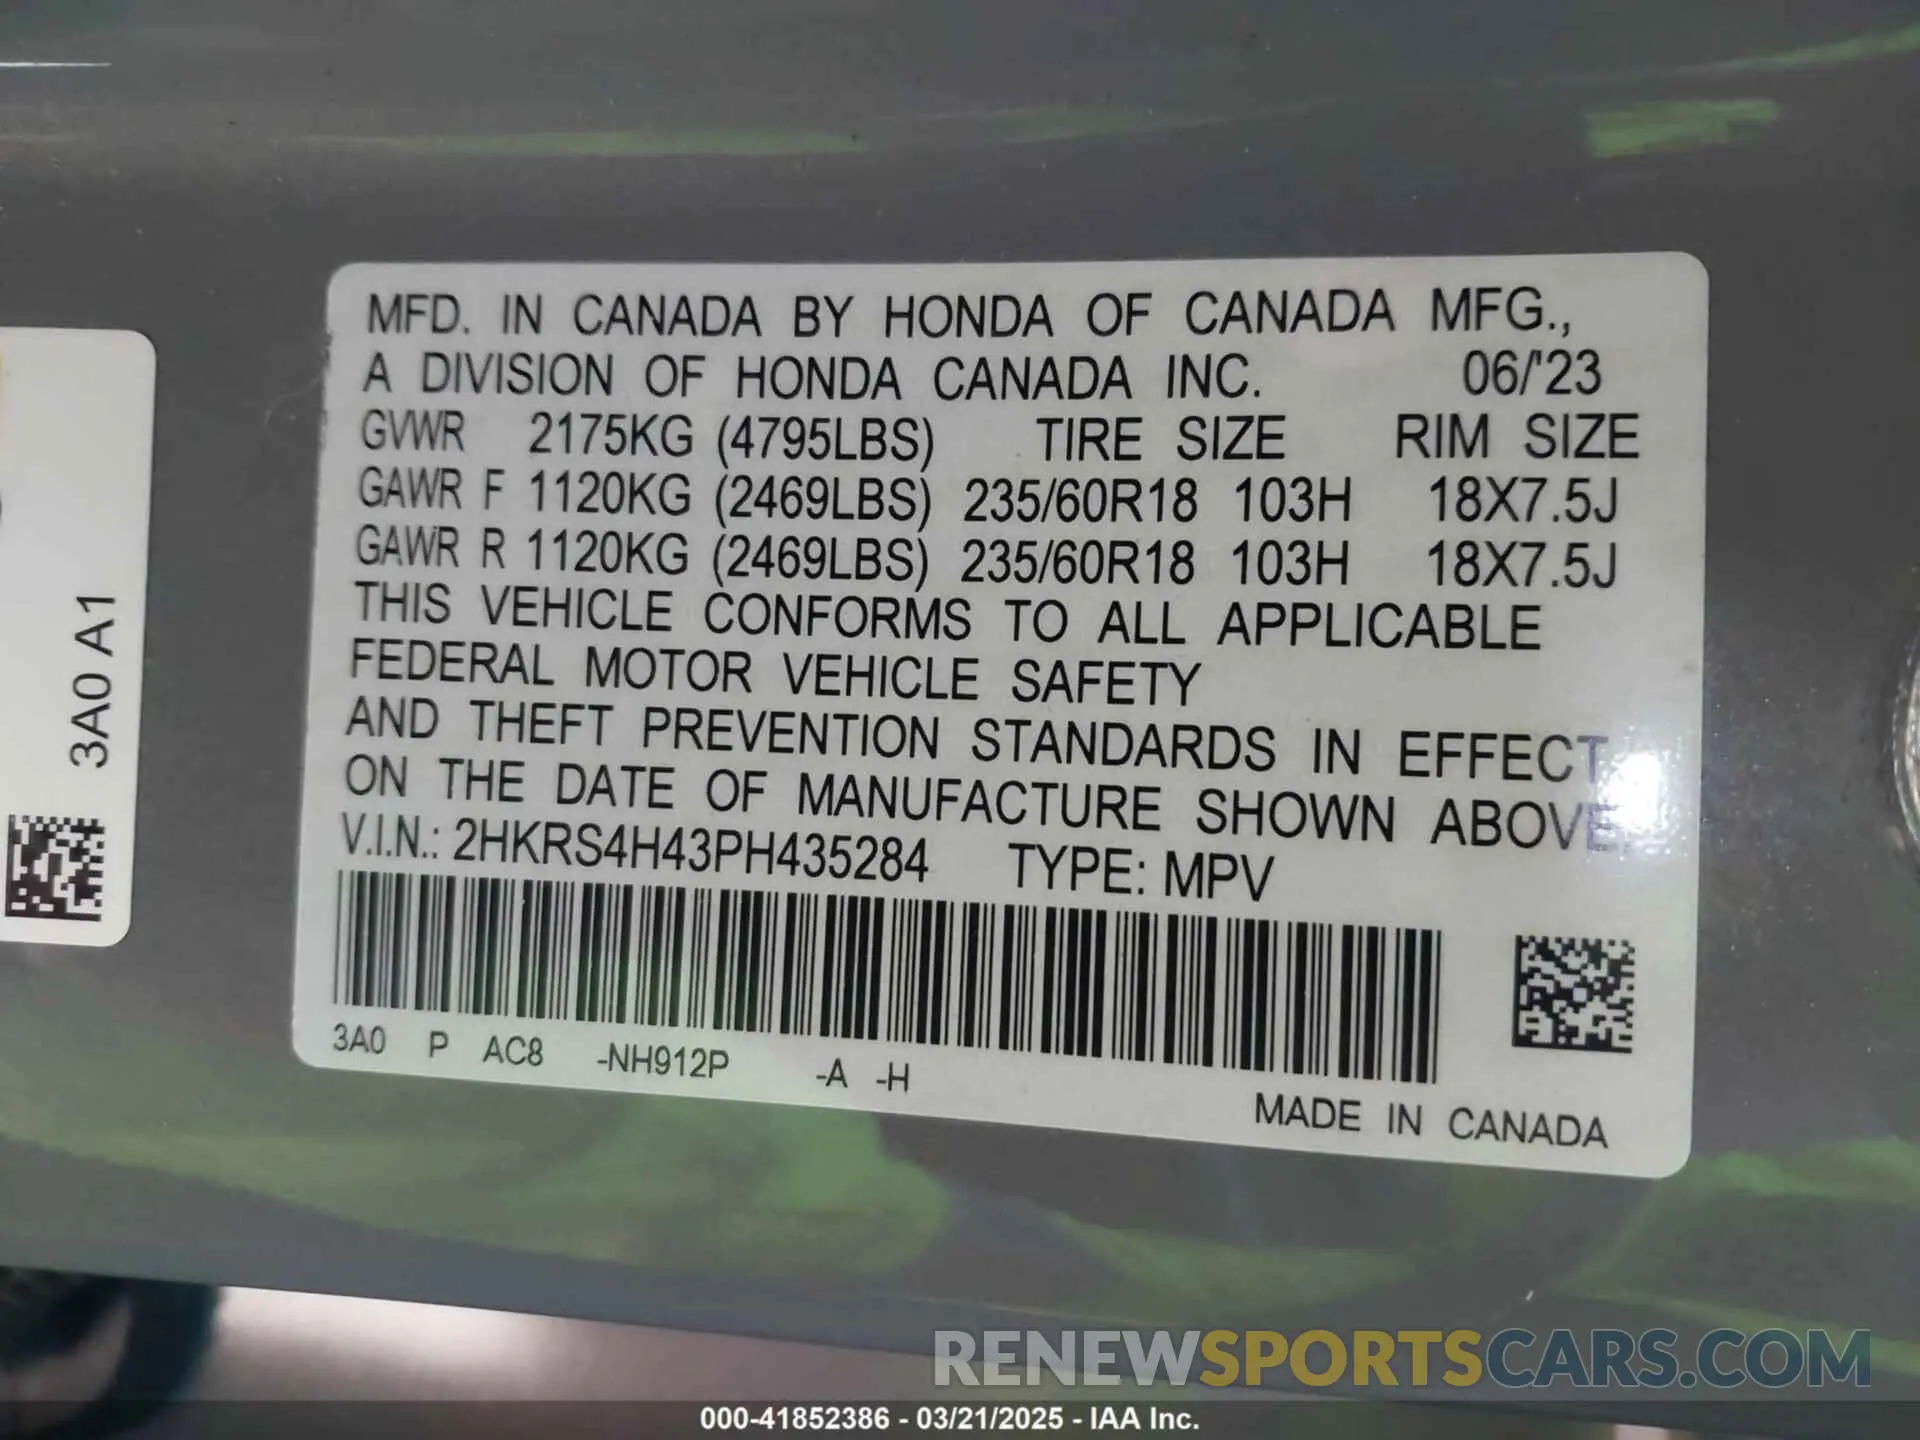 MFD. IN CANADA BY HONDA OF CANADA MFG.,
A DIVISION OF HONDA CANADA INC. 06/'23
GVWR 2175KG (4795LBS) TIRE SIZE RIM SIZE
GAWR F 1120KG (2469LBS) 235/60R18 103H 18X7.5J
GAWR R 1120KG (2469LBS) 235/60R18 103H 18X7.5J
THIS VEHICLE CONFORMS TO ALL APPLICABLE
FEDERAL MOTOR VEHICLE SAFETY
AND THEFT PREVENTION STANDARDS IN EFFECT
ON THE DATE OF MANUFACTURE SHOWN ABOVE.
V.I.N.: 2HKRS4H43PH435284 TYPE: MPV
3A0 P AC8 -NH912P -A -H
MADE IN CANADA
3A0 A1
RENEWSPORTSCARS.COM
000-41852386 - 03/21/2025 - IAA Inc.